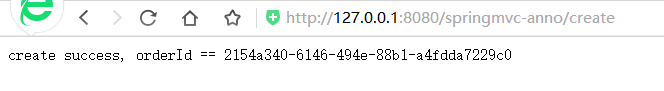 http://127.0.0.1:8080/springmvc-anno/create
create success, orderId == 2154a340-6146-494e-88b1-a4fdda7229c0